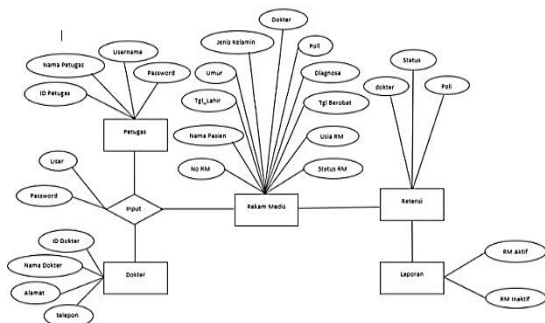 Dokter
Jenis Kelamin
Poli
Umur
Diagnosa
Tgl_Lahir
Tgl Berobat
Nama Pasien
Usia RM
No RM
Status RM
Rekam Medis
Username
Nama Petugas
Password
ID Petugas
Petugas
User
Password
Input
ID Dokter
Nama Dokter
Alamat
telepon
Dokter
Status
dokter
Poli
Retensi
Laporan
RM Aktif
RM Inaktif